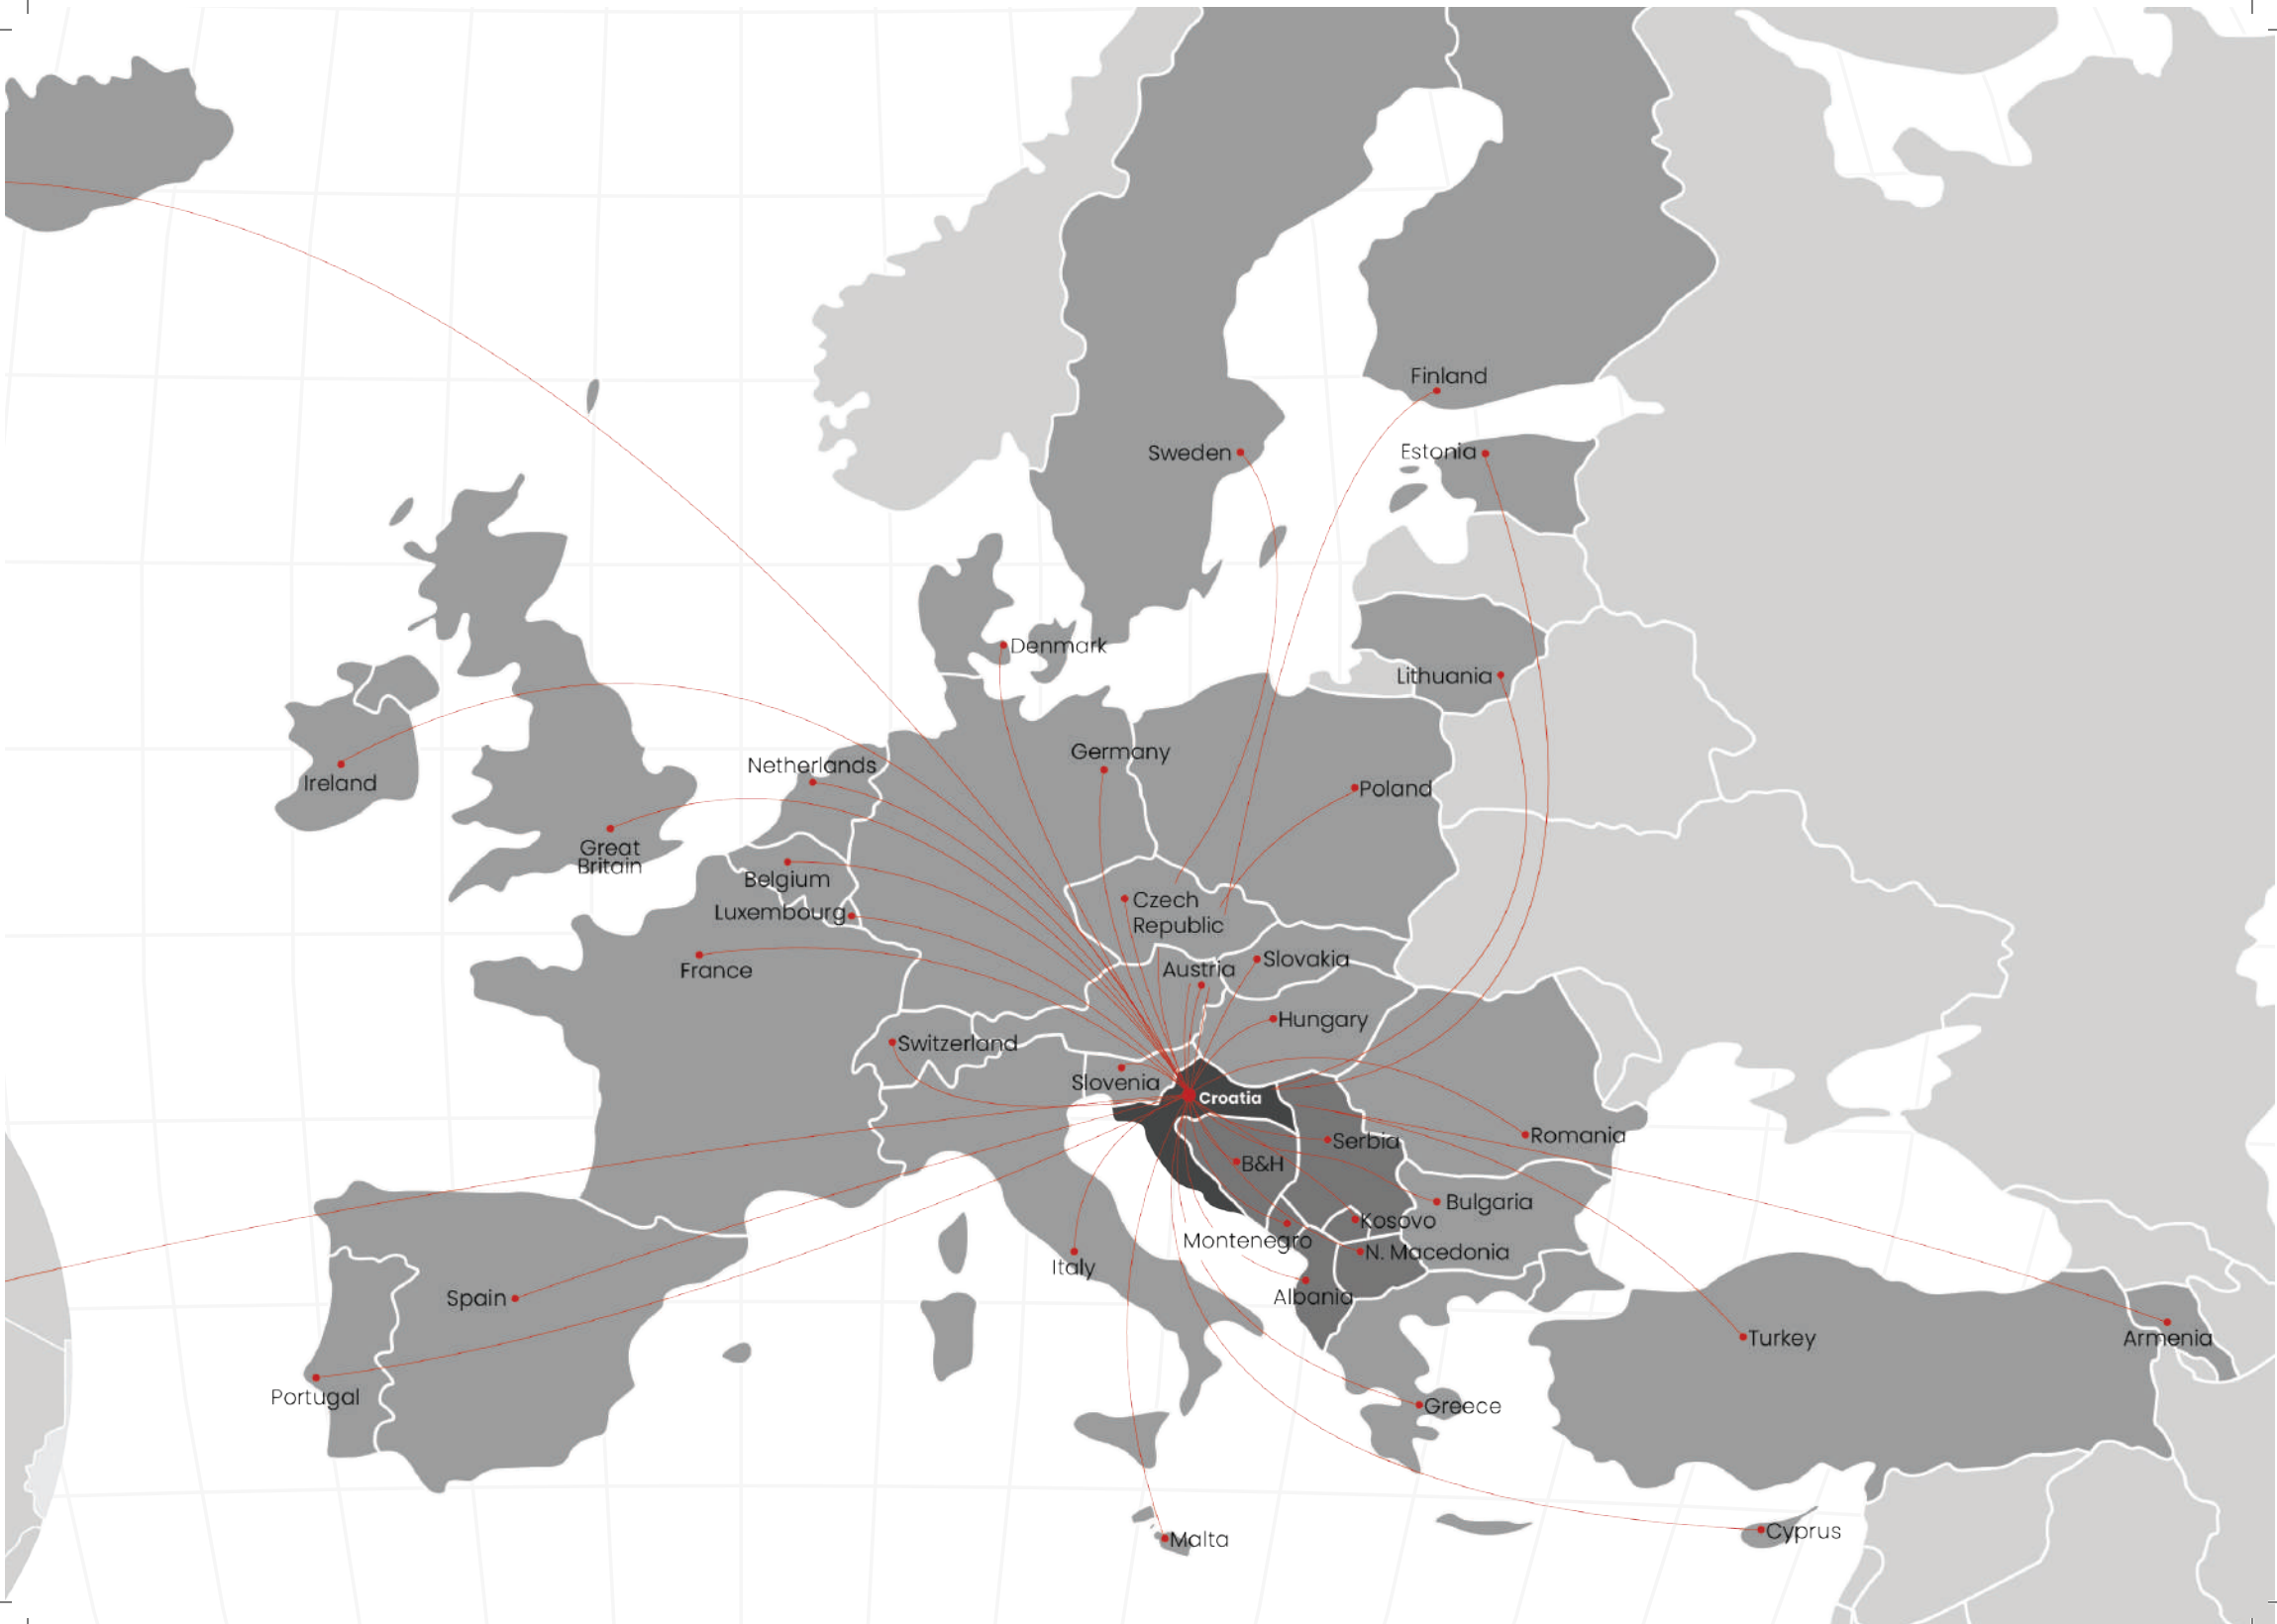 Finland
Sweden
Estonia
Denmark
Lithuania
Germany
Netherlands
Ireland
Poland
Great
Britain
Belgium
Czech
Republic
Luxembourg
France
Slovakia
Austria
Hungary
Switzerland
Slovenia
Croatia
Romania
Serbia
B&H
Bulgaria
Kosovo
Montenegro
N. Macedonia
Italy
Spain
Albania
Turkey
Armenia
Portugal
Greece
Cyprus
Malta